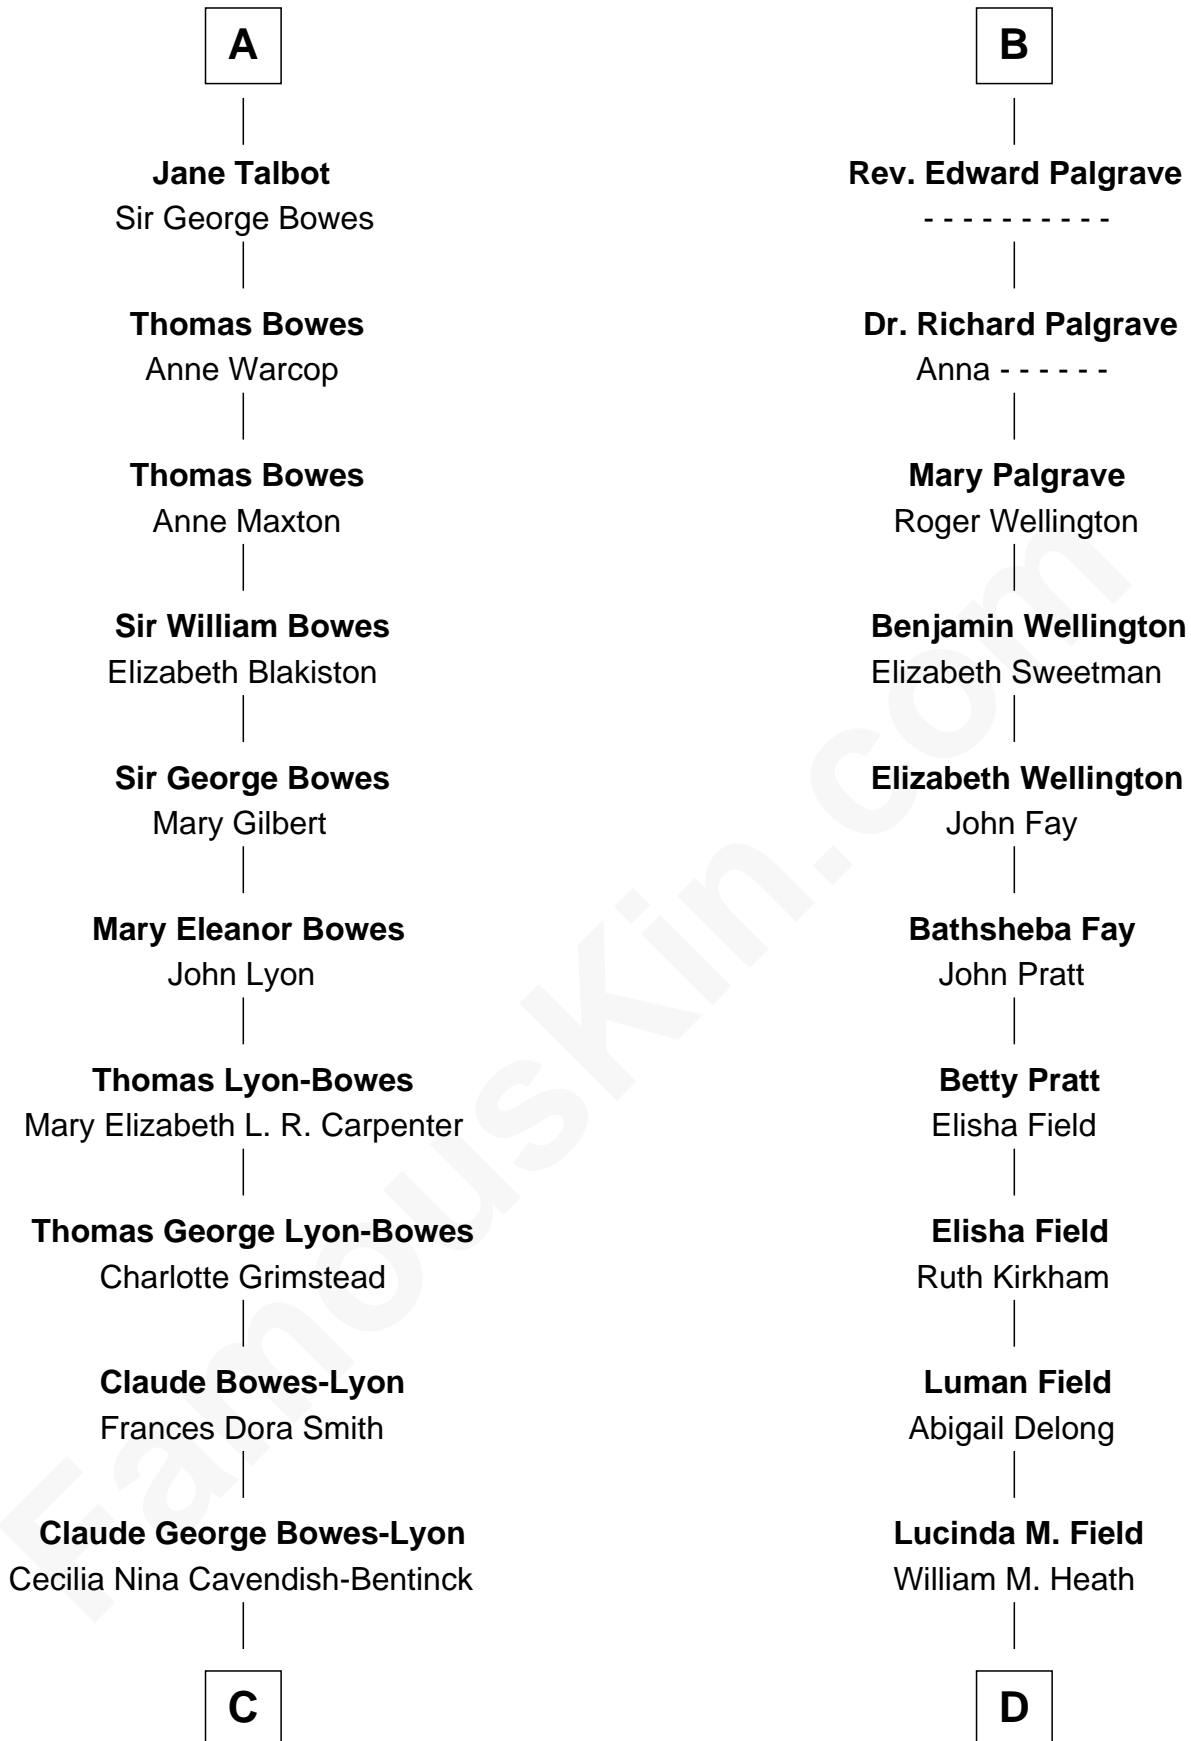 A
Jane Talbot
Sir George Bowes
Thomas Bowes
Anne Warcop
Thomas Bowes
Anne Maxton
Sir William Bowes
Elizabeth Blakiston
Sir George Bowes
Mary Gilbert
Mary Eleanor Bowes
John Lyon
Thomas Lyon-Bowes
Mary Elizabeth L. R. Carpenter
Thomas George Lyon-Bowes
Charlotte Grimstead
Claude Bowes-Lyon
Frances Dora Smith
Claude George Bowes-Lyon
Cecilia Nina Cavendish-Bentinck
C
B
Rev. Edward Palgrave
- - - - - - - - - -
Dr. Richard Palgrave
Anna - - - - - -
Mary Palgrave
Roger Wellington
Benjamin Wellington
Elizabeth Sweetman
Elizabeth Wellington
John Fay
Bathsheba Fay
John Pratt
Betty Pratt
Elisha Field
Elisha Field
Ruth Kirkham
Luman Field
Abigail Delong
Lucinda M. Field
William M. Heath
D
FamousKin.com